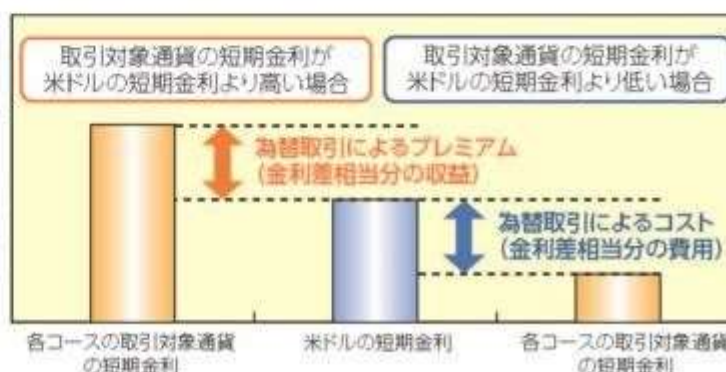 取引対象通貨の短期金利が
米ドルの短期金利より高い場合
取引対象通貨の短期金利が
米ドルの短期金利より低い場合
為替取引によるプレミアム
(金利差相当分の収益)
為替取引によるコスト
(金利差相当分の費用)
各コースの取引対象通貨
の短期金利
米ドルの短期金利
各コースの取引対象通貨
の短期金利